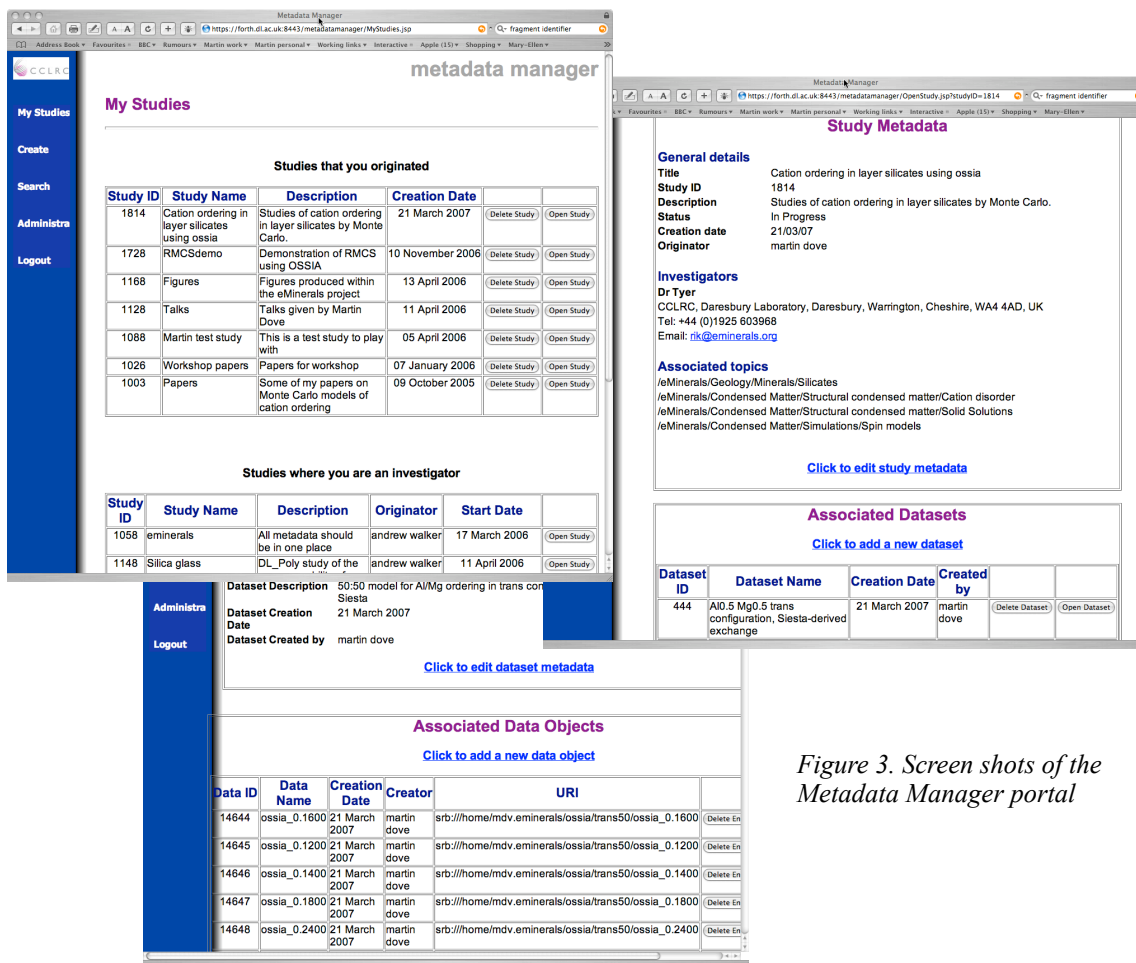 Metadata Manager
A A
https://forth.dl.ac.uk:8443/metadatamanager/MyStudies.jsp
fragment identifier
Address Book Favourites BBC Rumours Martin work Martin personal Working links Interactive Apple (15) Shopping Mary-Ellen
CCLRC
metadata manager
My Studies
Create
Search
Administra
Logout
My Studies
Studies that you originated
Study ID Study Name Description Creation Date
1814 Cation ordering in Studies of cation ordering 21 March 2007 Delete Study Open Study
layer silicates in layer silicates by Monte
using ossia Carlo.
1728 RMCSdemo Demonstration of RMCS 10 November 2006 Delete Study Open Study
using OSSIA
1168 Figures Figures produced within 13 April 2006 Delete Study Open Study
the eMinerals project
1128 Talks Talks given by Martin 11 April 2006 Delete Study Open Study
Dove
1088 Martin test study This is a test study to play 05 April 2006 Delete Study Open Study
with
1026 Workshop papers Papers for workshop 07 January 2006 Delete Study Open Study
1003 Papers Some of my papers on 09 October 2005 Delete Study Open Study
Monte Carlo models of
cation ordering
Studies where you are an investigator
Study Study Name Description Originator Start Date
ID
1058 eminerals All metadata should andrew walker 17 March 2006 Open Study
be in one place
1148 Silica glass DL_Poly study of the andrew walker 11 April 2006 Open Study
Metadata Manager
A A
https://forth.dl.ac.uk:8443/metadatamanager/OpenStudy.jsp?studyID=1814
fragment identifier
Favourites BBC Rumours Martin work Martin personal Working links Interactive Apple (15) Shopping Mary-Ellen
Study Metadata
General details
Title Cation ordering in layer silicates using ossia
Study ID 1814
Description Studies of cation ordering in layer silicates by Monte Carlo.
Status In Progress
Creation date 21/03/07
Originator martin dove
Investigators
Dr Tyer
CCLRC, Daresbury Laboratory, Daresbury, Warrington, Cheshire, WA4 4AD, UK
Tel: +44 (0)1925 603968
Email: rik@eminerals.org
Associated topics
/eMinerals/Geology/Minerals/Silicates
/eMinerals/Condensed Matter/Structural condensed matter/Cation disorder
/eMinerals/Condensed Matter/Structural condensed matter/Solid Solutions
/eMinerals/Condensed Matter/Simulations/Spin models
Click to edit study metadata
Associated Datasets
Click to add a new dataset
Dataset Dataset Name Creation Date Created
ID by
444 Al0.5 Mg0.5 trans 21 March 2007 martin Delete Dataset Open Dataset
configuration, Siesta-derived dove
exchange
Administra
Logout
Dataset Description 50:50 model for Al/Mg ordering in trans con
Siesta
Dataset Creation 21 March 2007
Date
Dataset Created by martin dove
Click to edit dataset metadata
Associated Data Objects
Click to add a new data object
Data ID Data Creation Creator URI
Name Date
14644 ossia_0.1600 21 March martin srb:///home/mdv.eminerals/ossia/trans50/ossia_0.1600 Delete En
2007 dove
14645 ossia_0.1200 21 March martin srb:///home/mdv.eminerals/ossia/trans50/ossia_0.1200 Delete En
2007 dove
14646 ossia_0.1400 21 March martin srb:///home/mdv.eminerals/ossia/trans50/ossia_0.1400 Delete En
2007 dove
14647 ossia_0.1800 21 March martin srb:///home/mdv.eminerals/ossia/trans50/ossia_0.1800 Delete En
2007 dove
14648 ossia_0.2400 21 March martin srb:///home/mdv.eminerals/ossia/trans50/ossia_0.2400 Delete En
2007 dove
Figure 3. Screen shots of the
Metadata Manager portal